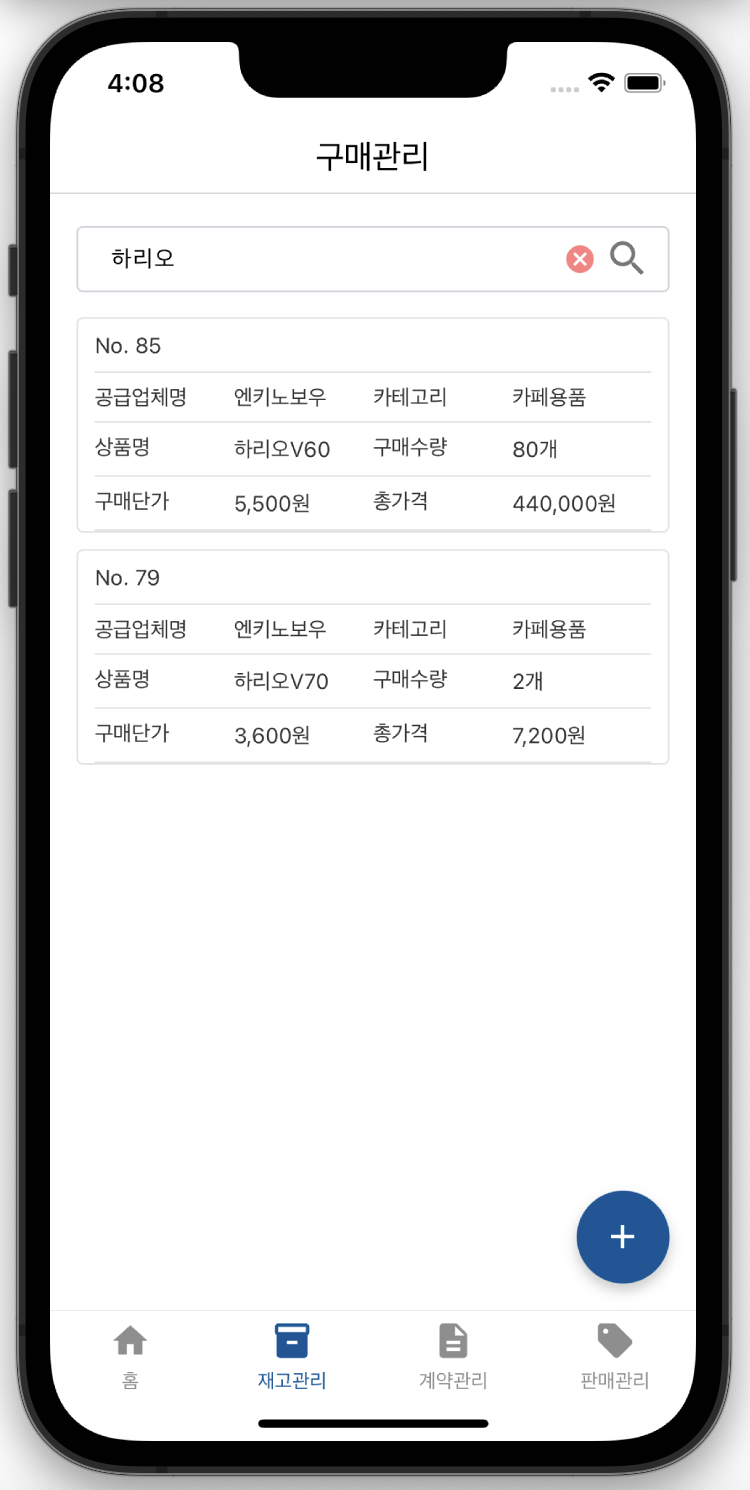 4:08
구매관리
하리오
No. 85
공급업체명 엔키노보우 카테고리 카페용품
상품명 하리오V60 구매수량 80개
구매단가 5,500원 총가격 440,000원
No. 79
공급업체명 엔키노보우 카테고리 카페용품
상품명 하리오V70 구매수량 2개
구매단가 3,600원 총가격 7,200원
홈 재고관리 계약관리 판매관리